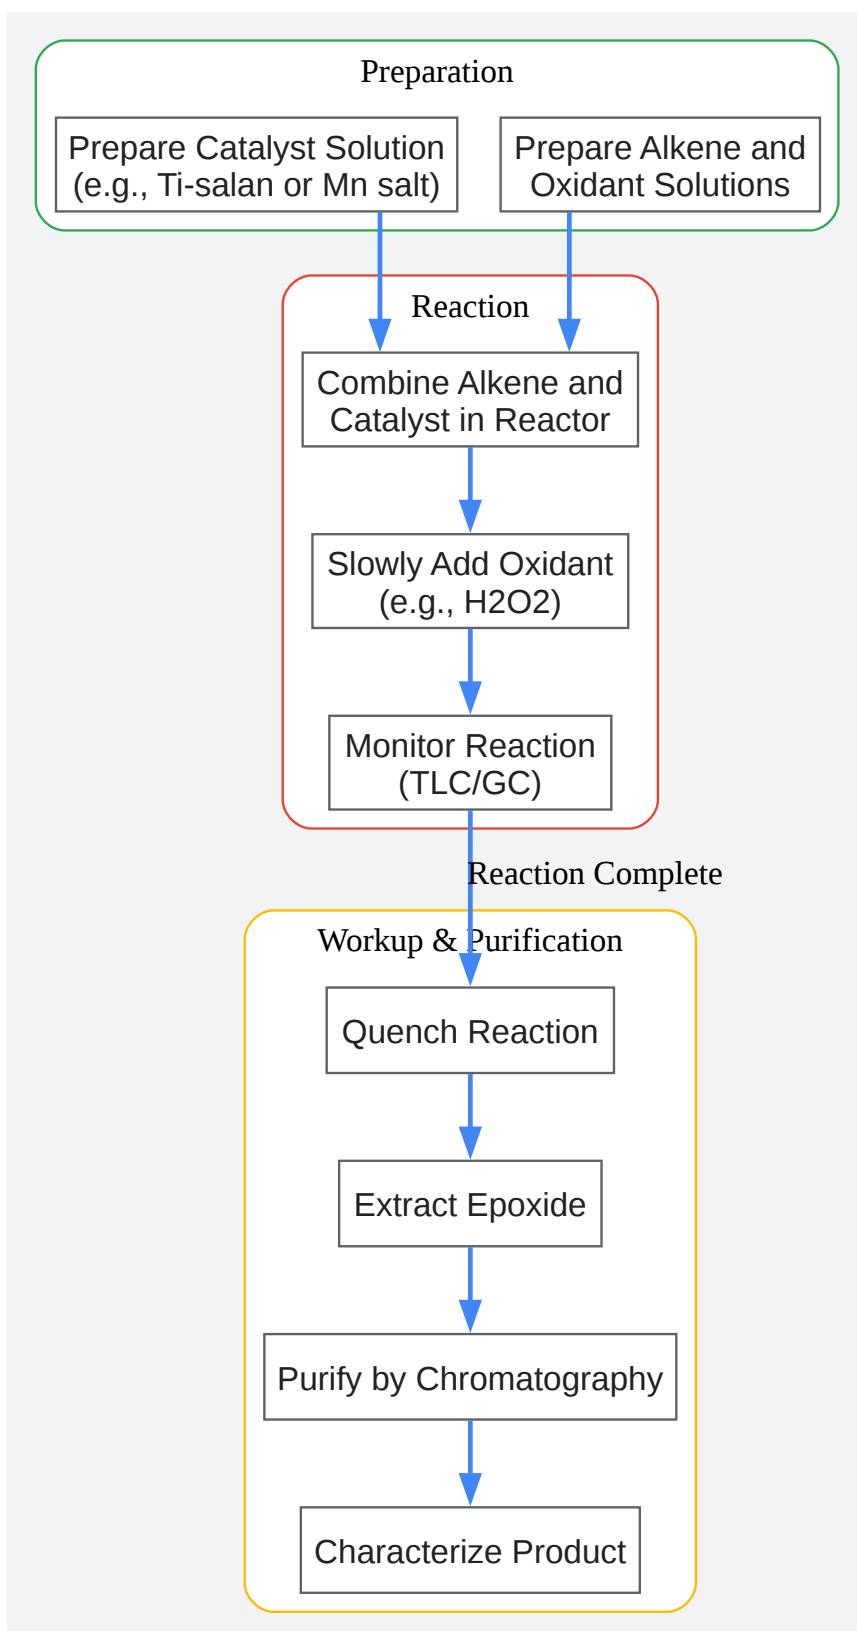 Preparation
Prepare Catalyst Solution
(e.g., Ti-salan or Mn salt)
Prepare Alkene and
Oxidant Solutions
Reaction
Combine Alkene and
Catalyst in Reactor
Slowly Add Oxidant
(e.g., H2O2)
Monitor Reaction
(TLC/GC)
Reaction Complete
Workup & Purification
Quench Reaction
Extract Epoxide
Purify by Chromatography
Characterize Product